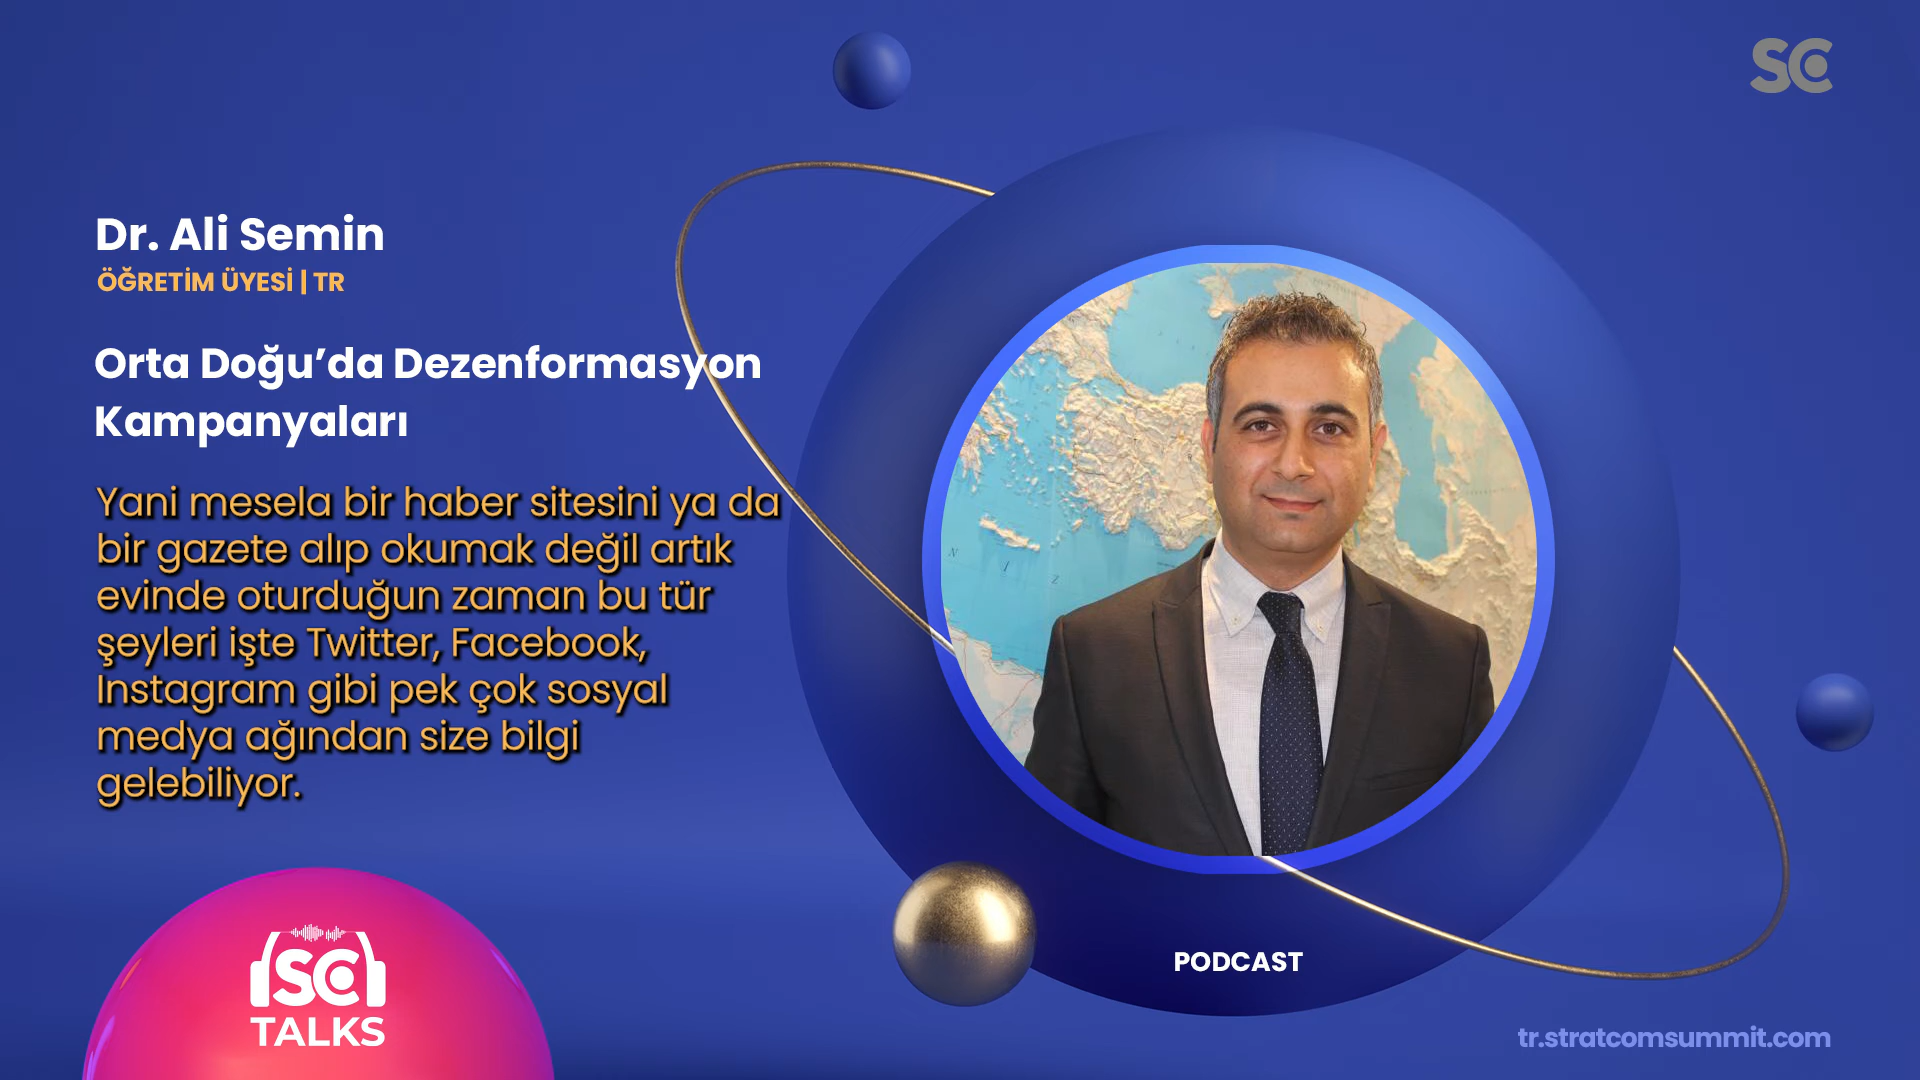 SC
Dr. Ali Semin
ÖĞRETİM ÜYESİ | TR
Orta Doğu’da Dezenformasyon
Kampanyaları
Yani mesela bir haber sitesini ya da
bir gazete alıp okumak değil artık
evinde oturduğun zaman bu tür
şeyleri işte Twitter, Facebook,
Instagram gibi pek çok sosyal
medya ağından size bilgi
gelebiliyor.
N
İ
Z
SC
TALKS
PODCAST
tr.stratcomsummit.com